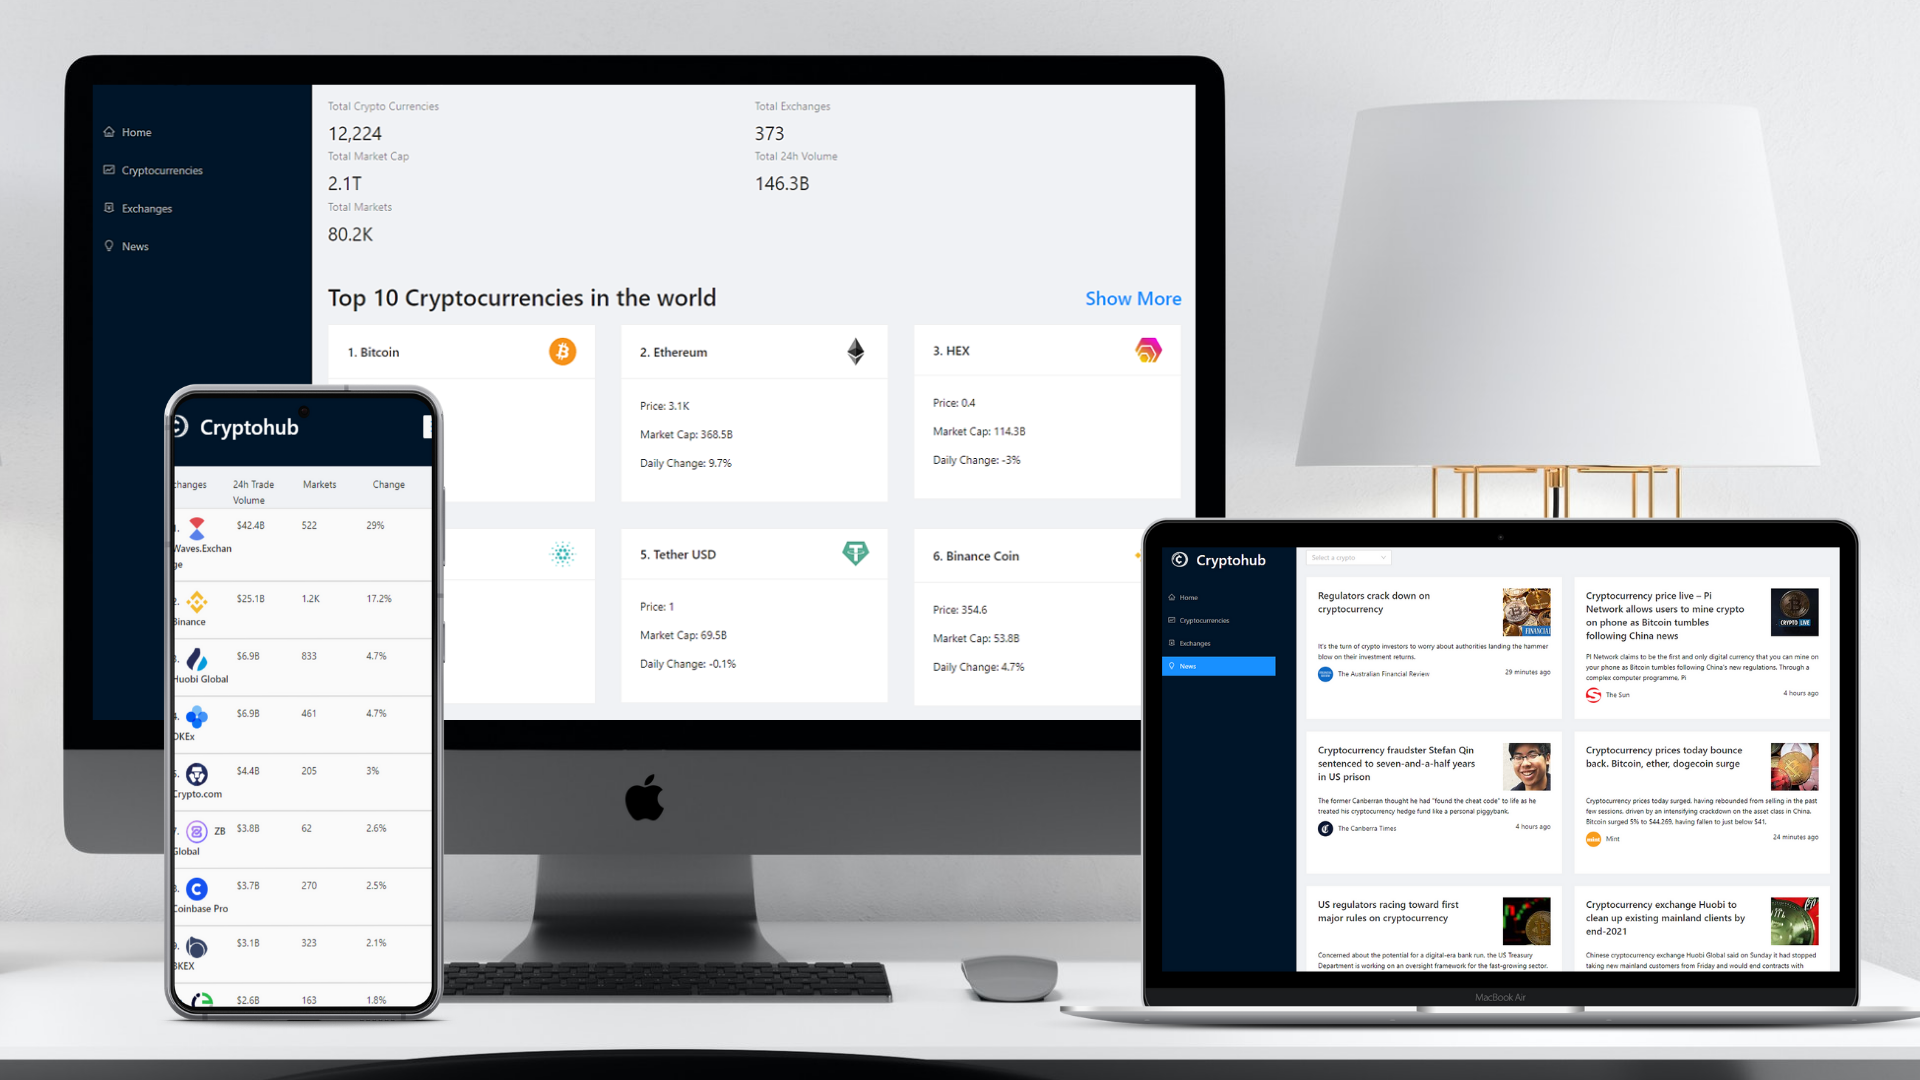 Home
Cryptocurrencies
Exchanges
News
Total Crypto Currencies
12,224
Total Market Cap
2.1T
Total Markets
80.2K
Total Exchanges
373
Total 24h Volume
146.3B
Top 10 Cryptocurrencies in the world
Show More
1. Bitcoin
2. Ethereum
Price: 3.1K
Market Cap: 368.5B
Daily Change: 9.7%
3. HEX
Price: 0.4
Market Cap: 114.3B
Daily Change: -3%
5. Tether USD
Price: 1
Market Cap: 69.5B
Daily Change: -0.1%
6. Binance Coin
Price: 354.6
Market Cap: 53.8B
Daily Change: 4.7%
Cryptohub
changes
24h Trade
Volume
Markets
Change
Waves.Exchan
ge
$42.4B
522
29%
Binance
$25.1B
1.2K
17.2%
Huobi Global
$6.9B
833
4.7%
OKEx
$6.9B
461
4.7%
Crypto.com
$4.4B
205
3%
7. ZB
Global
$3.8B
62
2.6%
Coinbase Pro
$3.7B
270
2.5%
9.
BKEX
$3.1B
323
2.1%
$2.6B
163
1.8%
Cryptohub
Home
Cryptocurrencies
Exchanges
News
Select a crypto
Regulators crack down on
cryptocurrency
FINANCIAL
It's the turn of crypto investors to worry about authorities landing the hammer
blow on their investment returns.
The Australian Financial Review
29 minutes ago
Cryptocurrency price live – Pi
Network allows users to mine crypto
on phone as Bitcoin tumbles
following China news
CRYPTO LIVE
PI Network claims to be the first and only digital currency that you can mine on
your phone as Bitcoin tumbles following China's new regulations. Through a
complex computer programme, Pi
The Sun
4 hours ago
Cryptocurrency fraudster Stefan Qin
sentenced to seven-and-a-half years
in US prison
The former Canberran thought he had "found the cheat code" to life as he
treated his cryptocurrency hedge fund like a personal piggybank.
The Canberra Times
4 hours ago
Cryptocurrency prices today bounce
back. Bitcoin, ether, dogecoin surge
Cryptocurrency prices today surged, having rebounded from selling in the past
few sessions, driven by an intensifying crackdown on the asset class in China.
Bitcoin surged 5% to $44,269, having fallen to just below $41,
mint
Mint
24 minutes ago
US regulators racing toward first
major rules on cryptocurrency
Concerned about the potential for a digital-era bank run, the US Treasury
Department is working on an oversight framework for the fast-growing sector.
Cryptocurrency exchange Huobi to
clean up existing mainland clients by
end-2021
Chinese cryptocurrency exchange Huobi Global said on Sunday it had stopped
taking new mainland customers from Friday and would end contracts with
MacBook Air